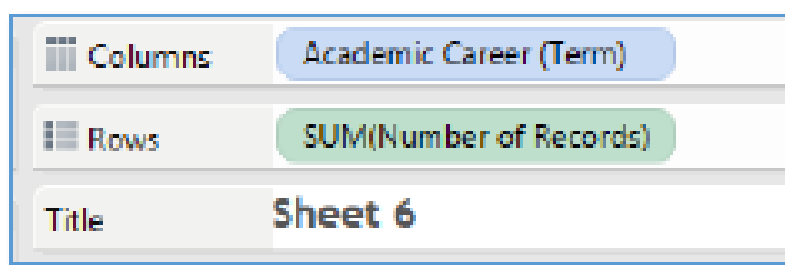 Columns Academic Career (Term)
Rows SUM(Number of Records)
Title Sheet 6